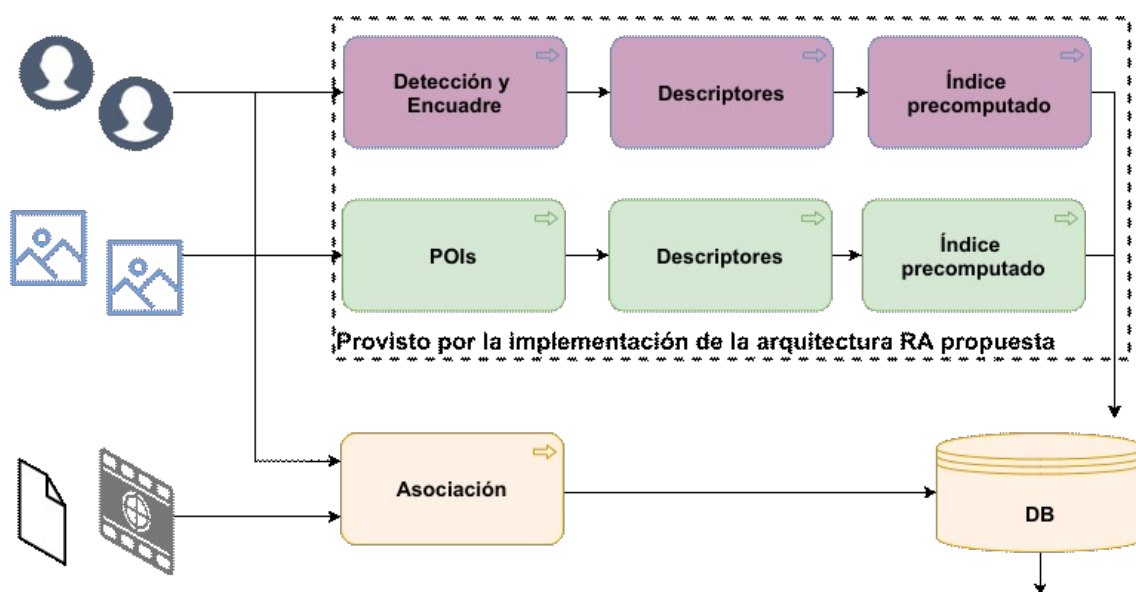 Detección y
Encuadre
Descriptores
Índice
precomputado
POIs
Descriptores
Índice
precomputado
Provisto por la implementación de la arquitectura RA propuesta
Asociación
DB